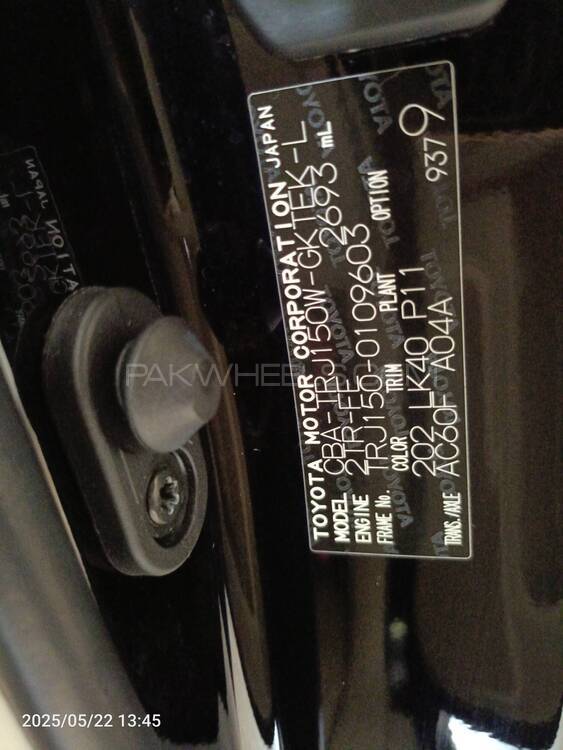 TOYOTA MOTOR CORPORATION JAPAN
MODEL CBA-TRJ150W-GKTEK-L
ENGINE 2TR-FE 2693 mL
FRAME No. TRJ150-0109603
COLOR TRIM PLANT OPTION
202 LK40 P11
TRANS./AXLE AC60F A04A 9379
PAKWHEELS
2025/05/22 13:45